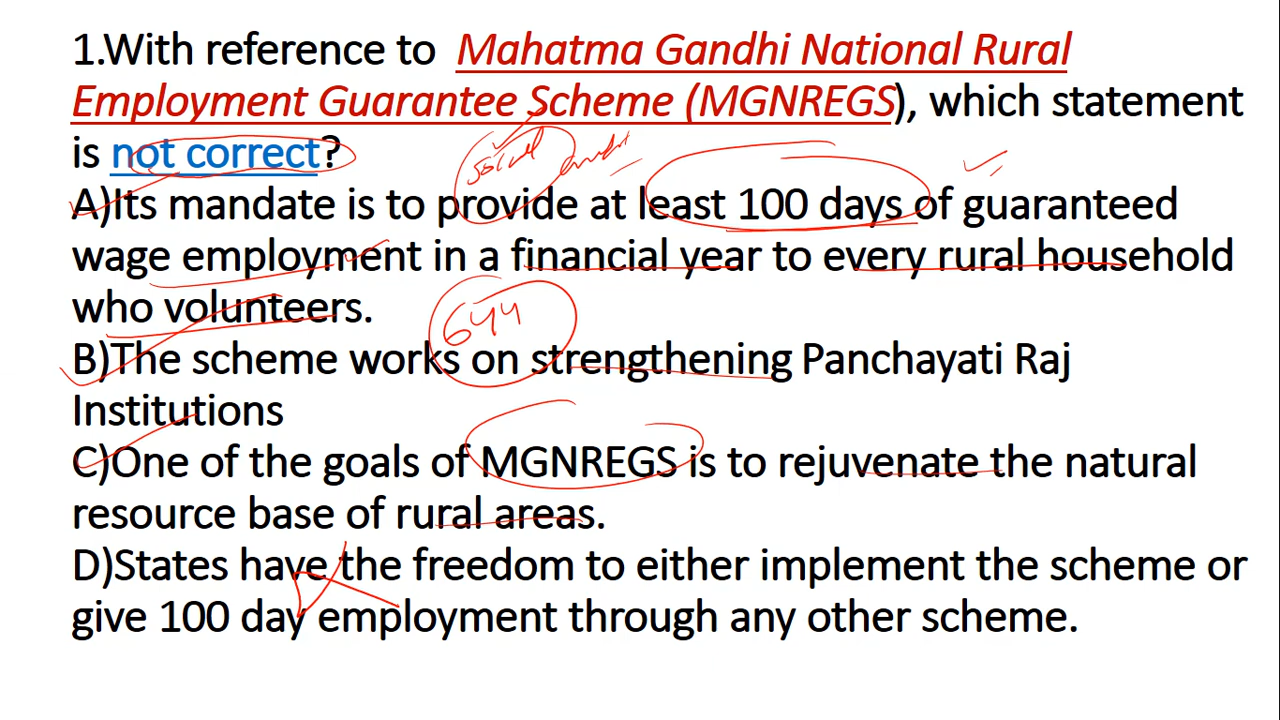 1.With reference to Mahatma Gandhi National Rural
Employment Guarantee Scheme (MGNREGS), which statement
is not correct?
social audit
A)Its mandate is to provide at least 100 days of guaranteed
wage employment in a financial year to every rural household
who volunteers.
644
B)The scheme works on strengthening Panchayati Raj
Institutions
C)One of the goals of MGNREGS is to rejuvenate the natural
resource base of rural areas.
D)States have the freedom to either implement the scheme or
give 100 day employment through any other scheme.